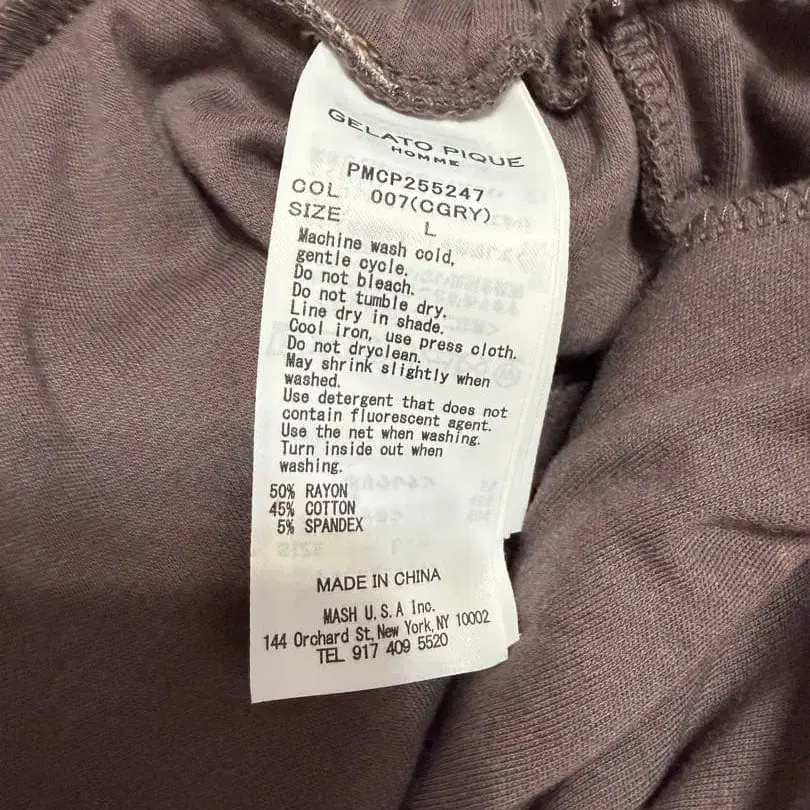 GELATO PIQUE
HOMME
PMCP255247
COL 007(CGRY)
SIZE L
Machine wash cold,
gentle cycle.
Do not bleach.
Do not tumble dry.
Line dry in shade.
Cool iron, use press cloth.
Do not dryclean.
May shrink slightly when
washed.
Use detergent that does not
contain fluorescent agent.
Use the net when washing.
Turn inside out when
washing.
50% RAYON
45% COTTON
5% SPANDEX
MADE IN CHINA
MASH U.S.A Inc.
144 Orchard St, New York, NY 10002
TEL 917 409 5520